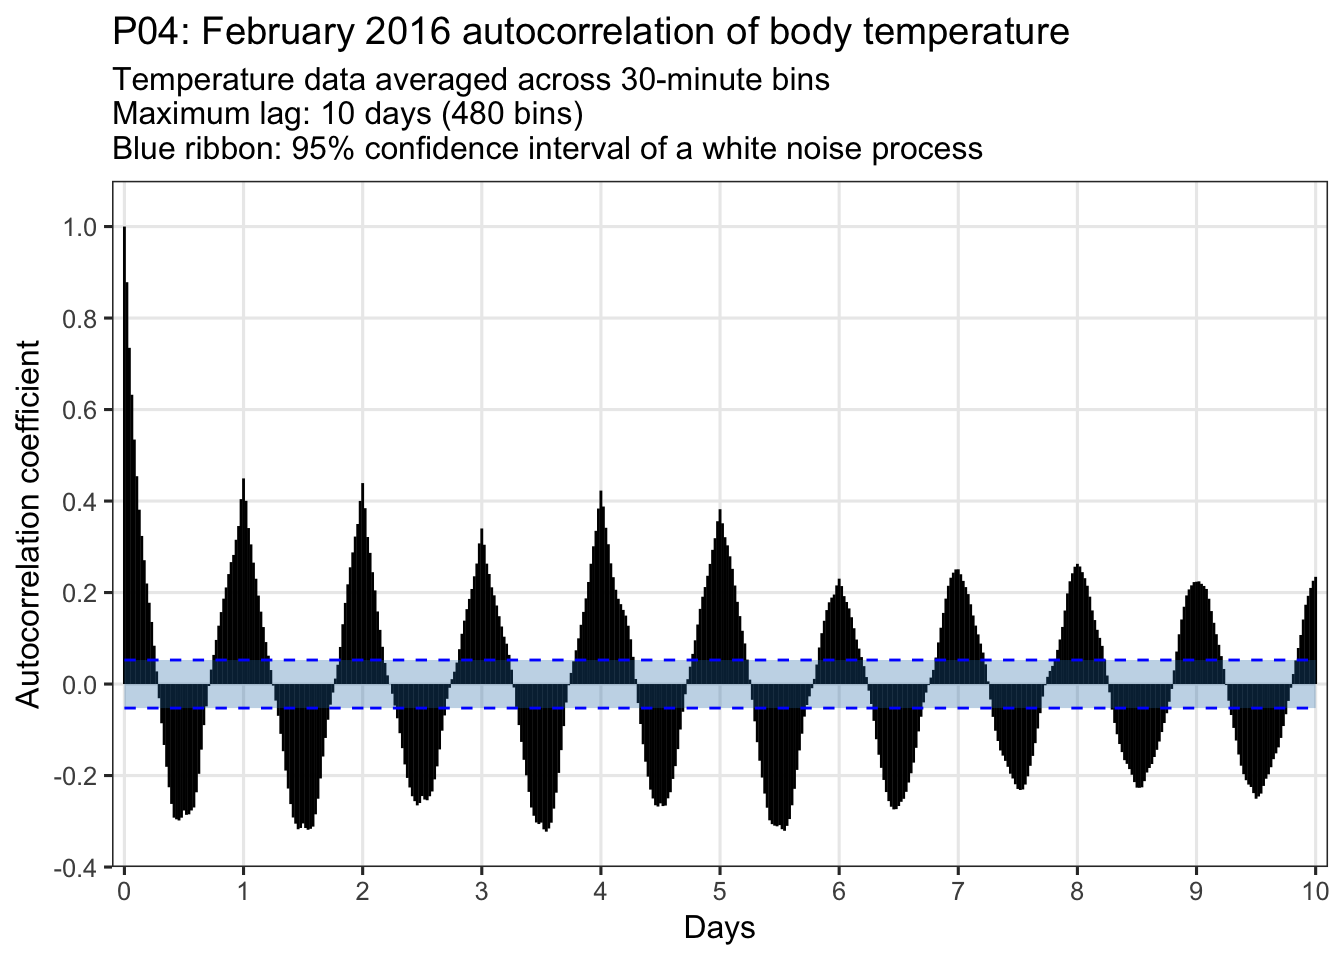 P04: February 2016 autocorrelation of body temperature
Temperature data averaged across 30-minute bins
Maximum lag: 10 days (480 bins)
Blue ribbon: 95% confidence interval of a white noise process
Autocorrelation coefficient
1.0
0.8
0.6
0.4
0.2
0.0
-0.2
-0.4
0 1 2 3 4 5 6 7 8 9 10
Days